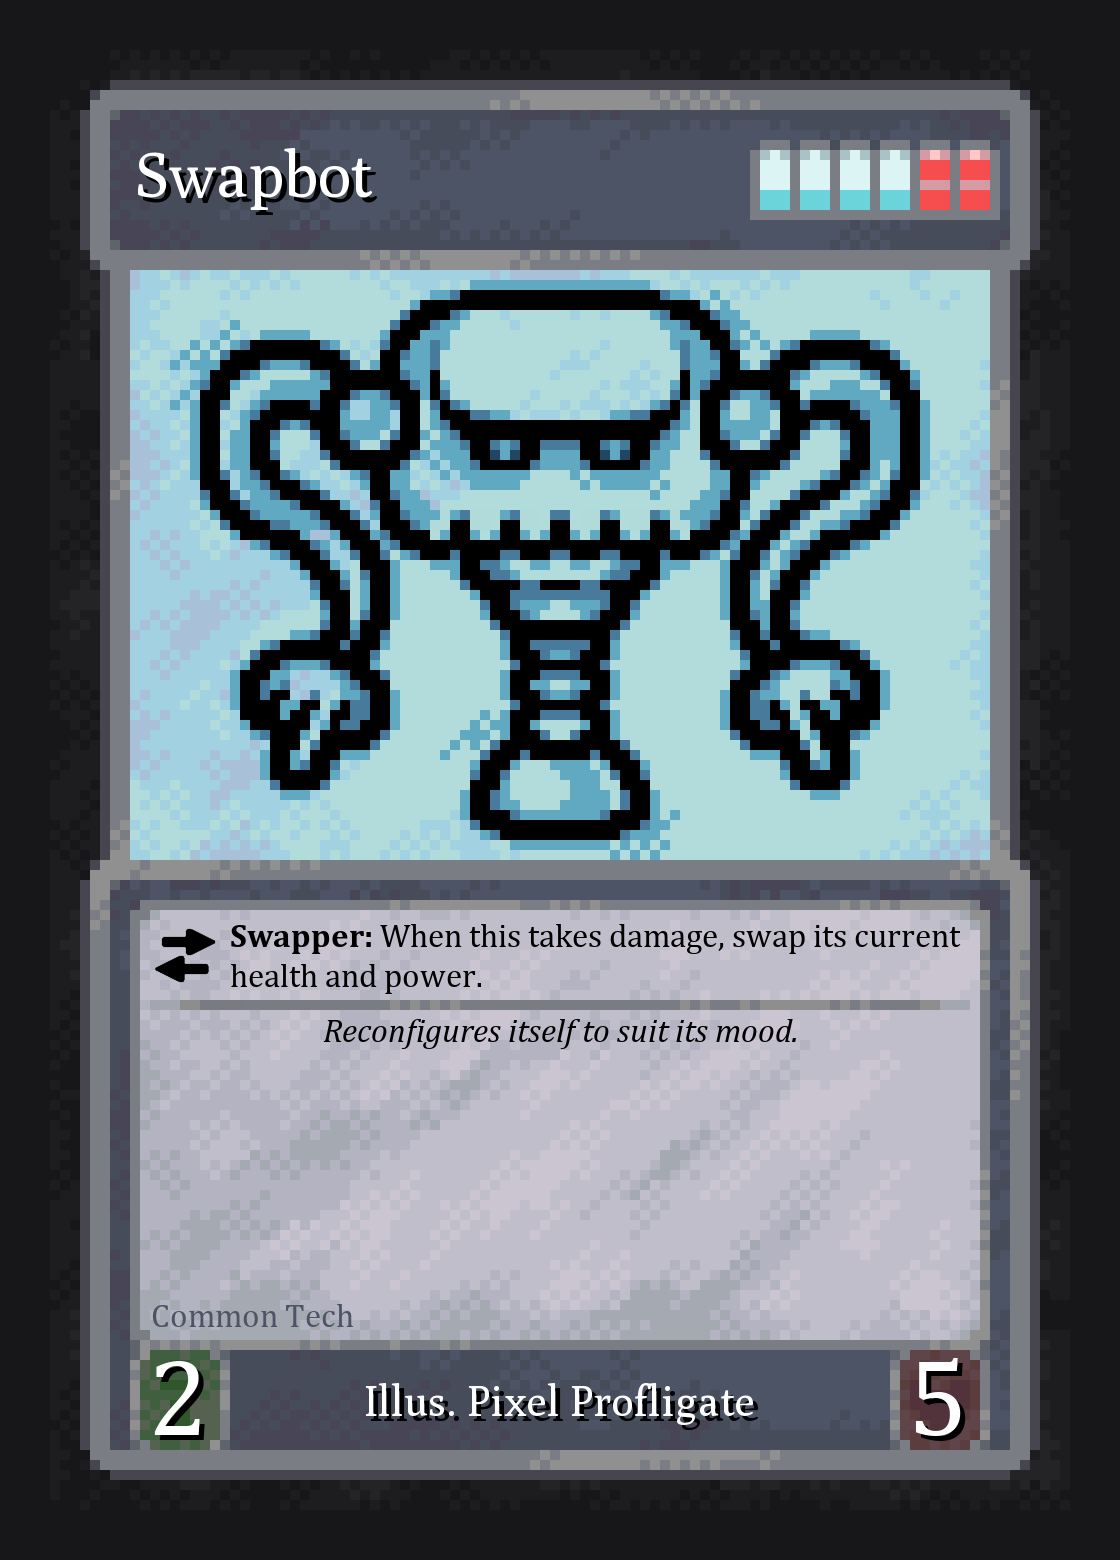 Swapbot
Swapper: When this takes damage, swap its current
health and power.
Reconfigures itself to suit its mood.
Common Tech
2
Illus. Pixel Profligate
5